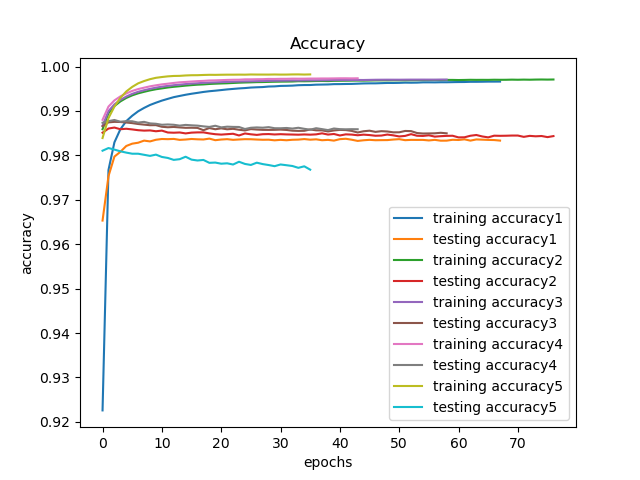 Accuracy
1.00
0.99
0.98
0.97
0.96
0.95
0.94
0.93
0.92
accuracy
0
10
20
30
40
50
60
70
epochs
training accuracy1
testing accuracy1
training accuracy2
testing accuracy2
training accuracy3
testing accuracy3
training accuracy4
testing accuracy4
training accuracy5
testing accuracy5